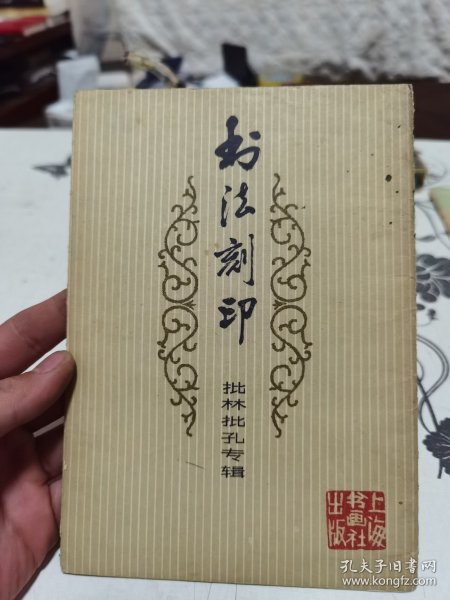 书法刻印
批林批孔专辑
上海
书画社
出版
孔夫子旧书网
https://www.kongfz.com/